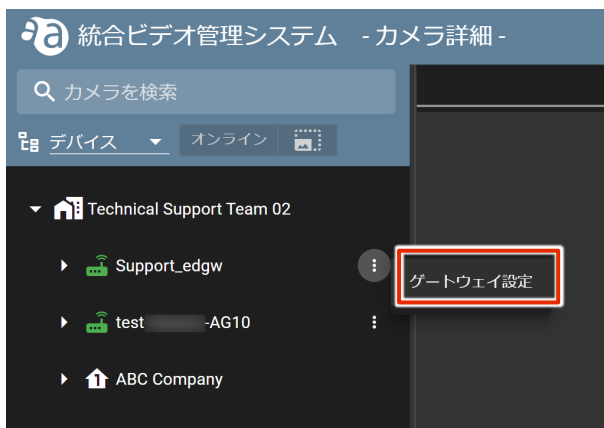 統合ビデオ管理システム - カメラ詳細 -
カメラを検索
デバイス オンライン
Technical Support Team 02
Support_edgw
ゲートウェイ設定
test -AG10
1 ABC Company